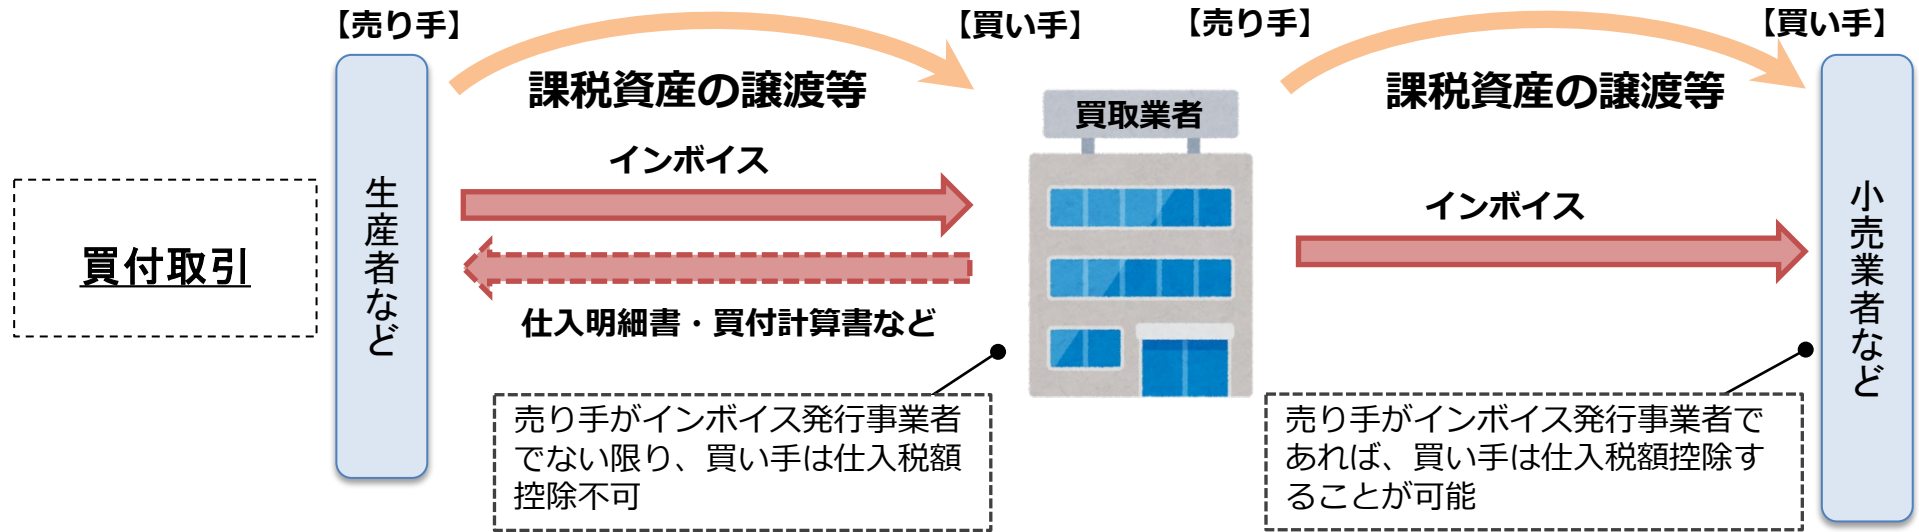 【売り手】
【買い手】
【売り手】
【買い手】
課税資産の譲渡等
課税資産の譲渡等
買取業者
インボイス
インボイス
買付取引
生産者など
小売業者など
仕入明細書・買付計算書など
売り手がインボイス発行事業者
でない限り、買い手は仕入税額
控除不可
売り手がインボイス発行事業者で
あれば、買い手は仕入税額控除す
ることが可能